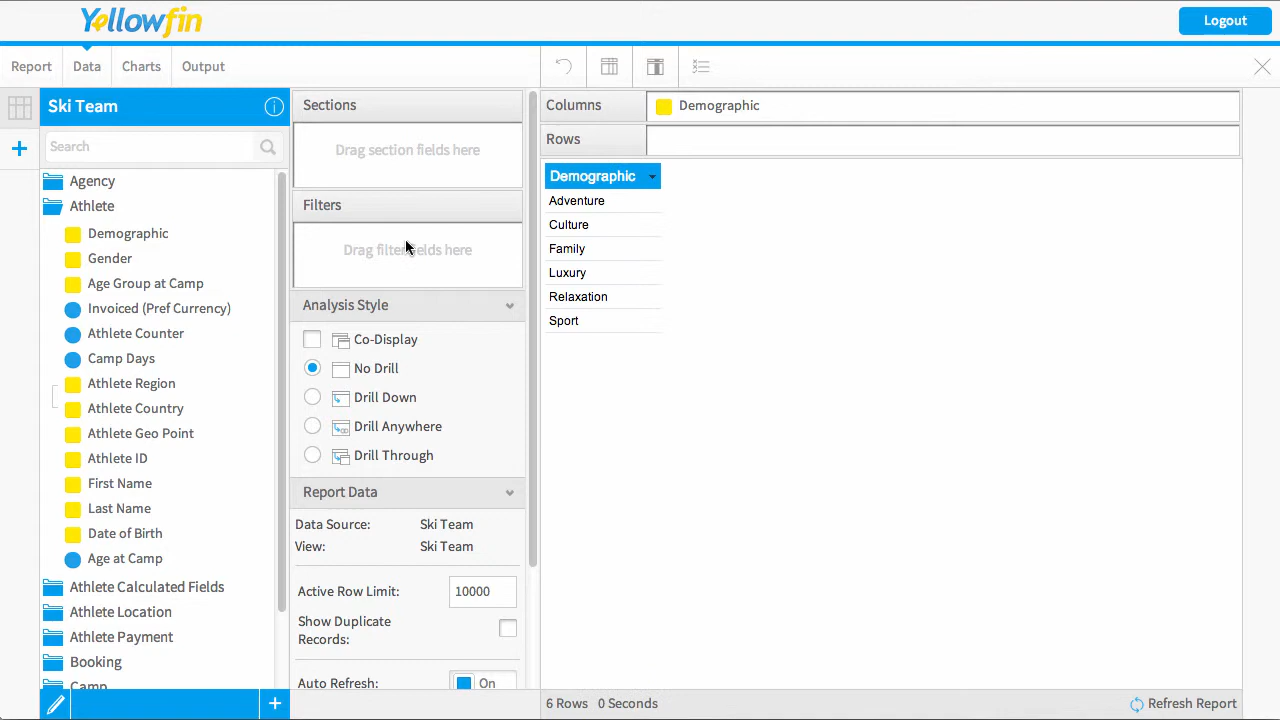 Yellowfin
Logout
Report
Data
Charts
Output
Ski Team
Search
Agency
Athlete
Demographic
Gender
Age Group at Camp
Invoiced (Pref Currency)
Athlete Counter
Camp Days
Athlete Region
Athlete Country
Athlete Geo Point
Athlete ID
First Name
Last Name
Date of Birth
Age at Camp
Athlete Calculated Fields
Athlete Location
Athlete Payment
Booking
Camp
Sections
Drag section fields here
Filters
Drag filter fields here
Analysis Style
Co-Display
No Drill
Drill Down
Drill Anywhere
Drill Through
Report Data
Data Source: Ski Team
View: Ski Team
Active Row Limit: 10000
Show Duplicate
Records:
Auto Refresh: On
Columns
Demographic
Rows
Demographic
Adventure
Culture
Family
Luxury
Relaxation
Sport
6 Rows 0 Seconds
Refresh Report